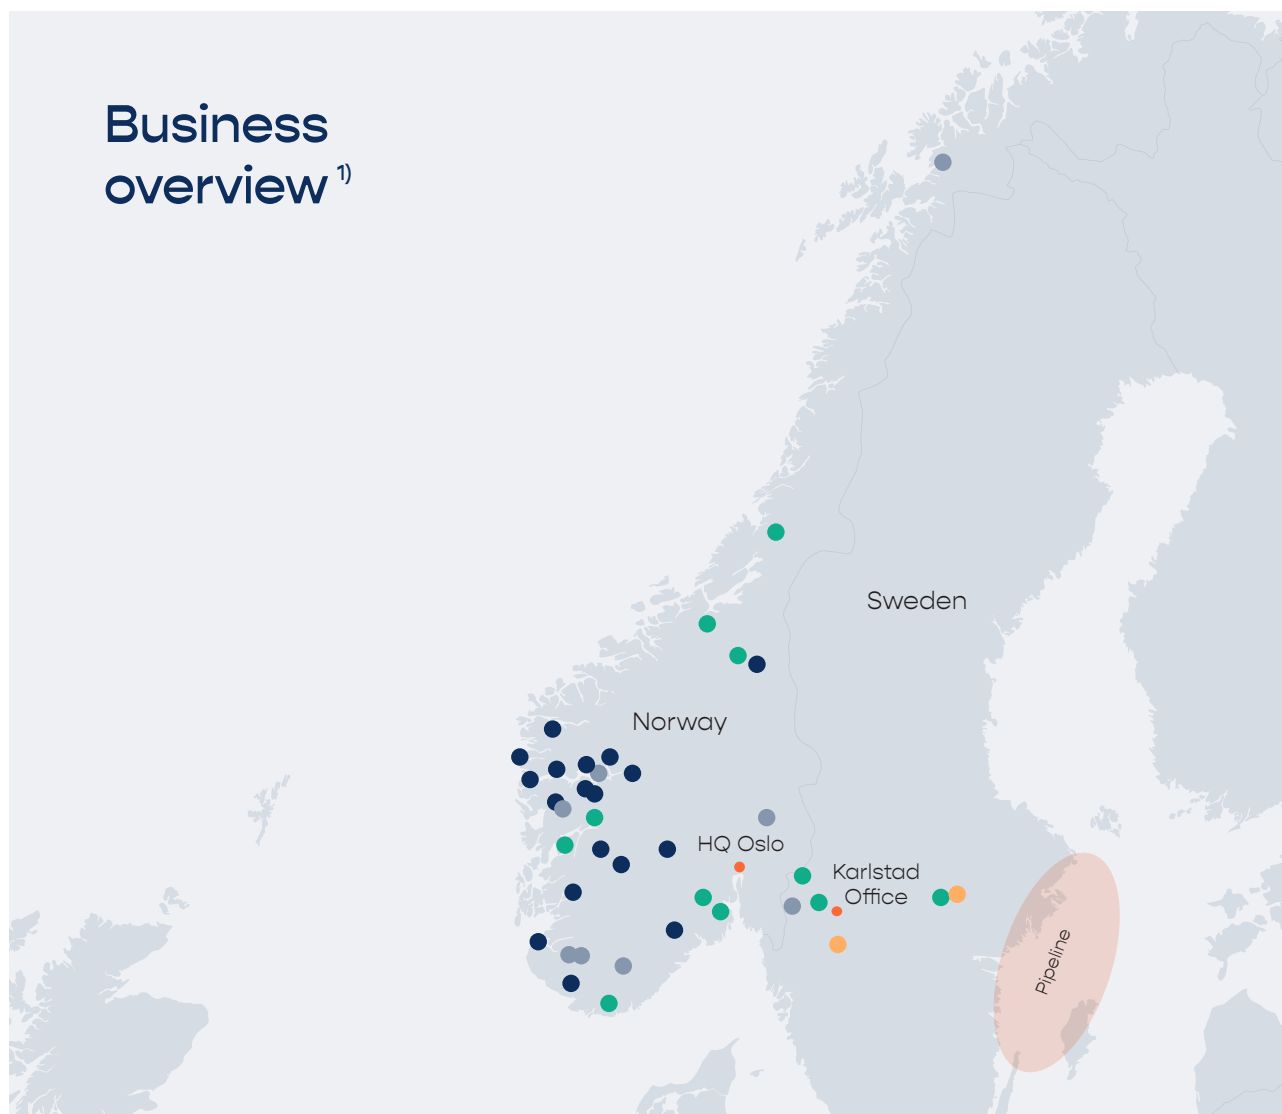 Business
overview 1)
Sweden
Norway
HQ Oslo
Karlstad
Office
Pipeline